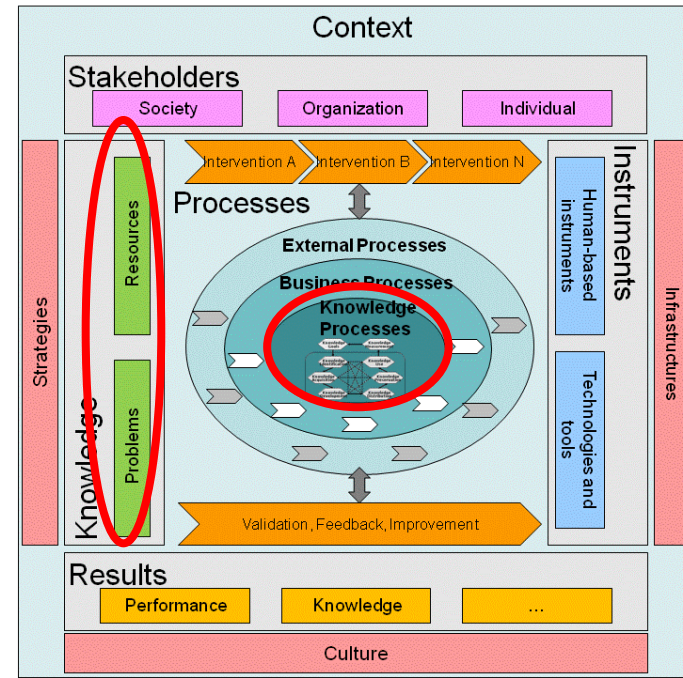 Context
Stakeholders
Society
Organization
Individual
Strategies
Knowledge
Resources
Problems
Intervention A
Intervention B
Intervention N
Processes
External Processes
Business Processes
Knowledge
Processes
Validation, Feedback, Improvement
Instruments
Human-based
instruments
Technologies and
tools
Infrastructures
Results
Performance
Knowledge
...
Culture